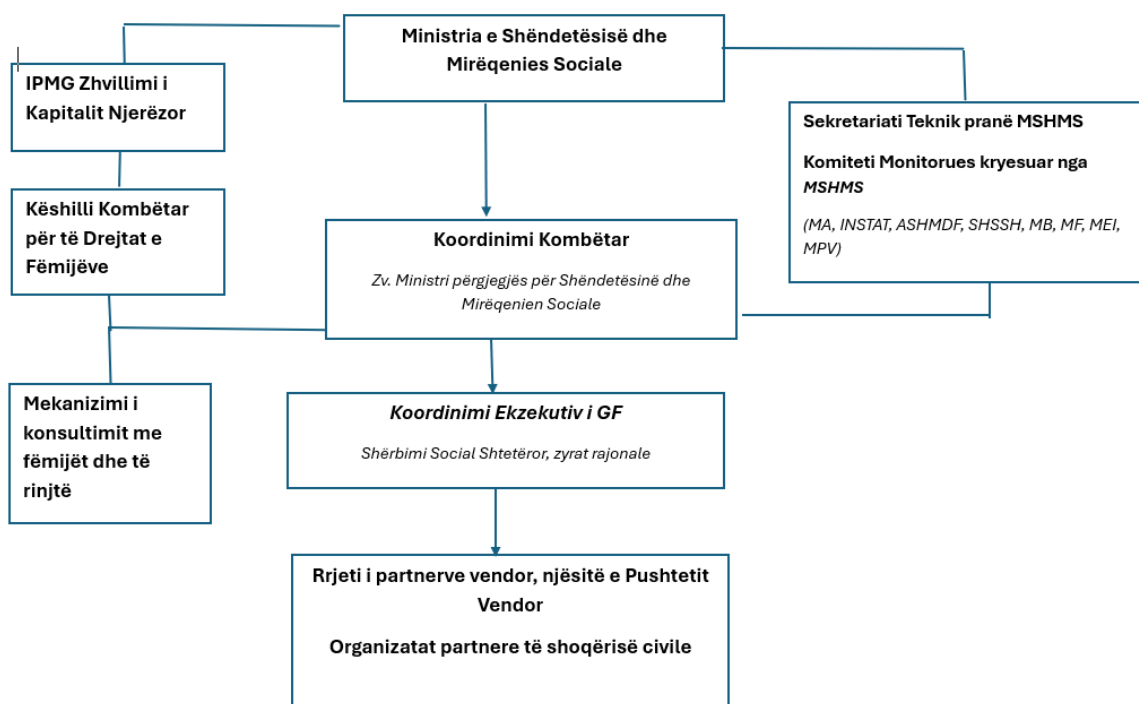 Ministria e Shëndetësisë dhe
Mirëqenies Sociale
IPMG Zhvillimi i
Kapitalit Njerëzor
Sekretariati Teknik pranë MSHMS
Komiteti Monitorues kryesuar nga
MSHMS
(MA, INSTAT, ASHMDF, SHSSH, MB, MF, MEI,
MPV)
Këshilli Kombëtar
për të Drejtat e
Fëmijëve
Koordinimi Kombëtar
Zv. Ministri përgjegjës për Shëndetësinë dhe
Mirëqenien Sociale
Mekanizimi i
konsultimit me
fëmijët dhe të
rinjtë
Koordinimi Ekzekutiv i GF
Shërbimi Social Shtetëror, zyrat rajonale
Rrjeti i partnerve vendor, njësitë e Pushtetit
Vendor
Organizatat partnere të shoqërisë civile